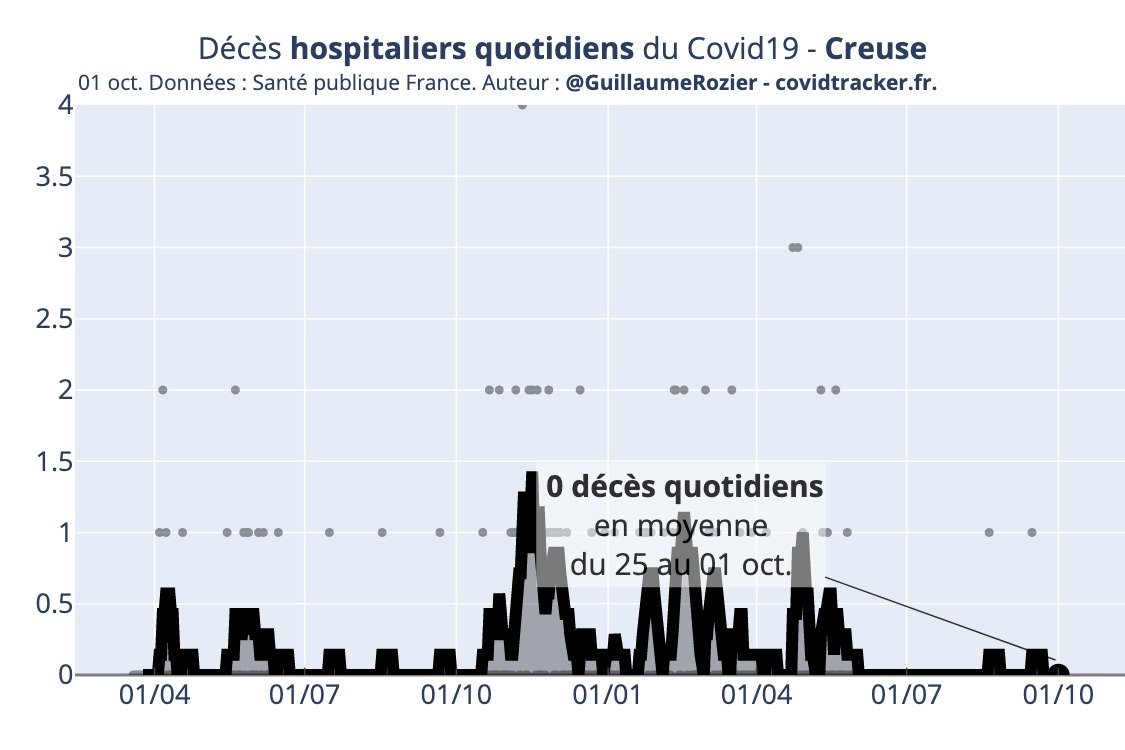 Décès hospitaliers quotidiens du Covid19 - Creuse
01 oct. Données : Santé publique France. Auteur : @GuillaumeRozier - covidtracker.fr.
4
3.5
3
2.5
2
1.5
1
0.5
0
0 décès quotidiens
en moyenne
du 25 au 01 oct.
01/04 01/07 01/10 01/01 01/04 01/07 01/10